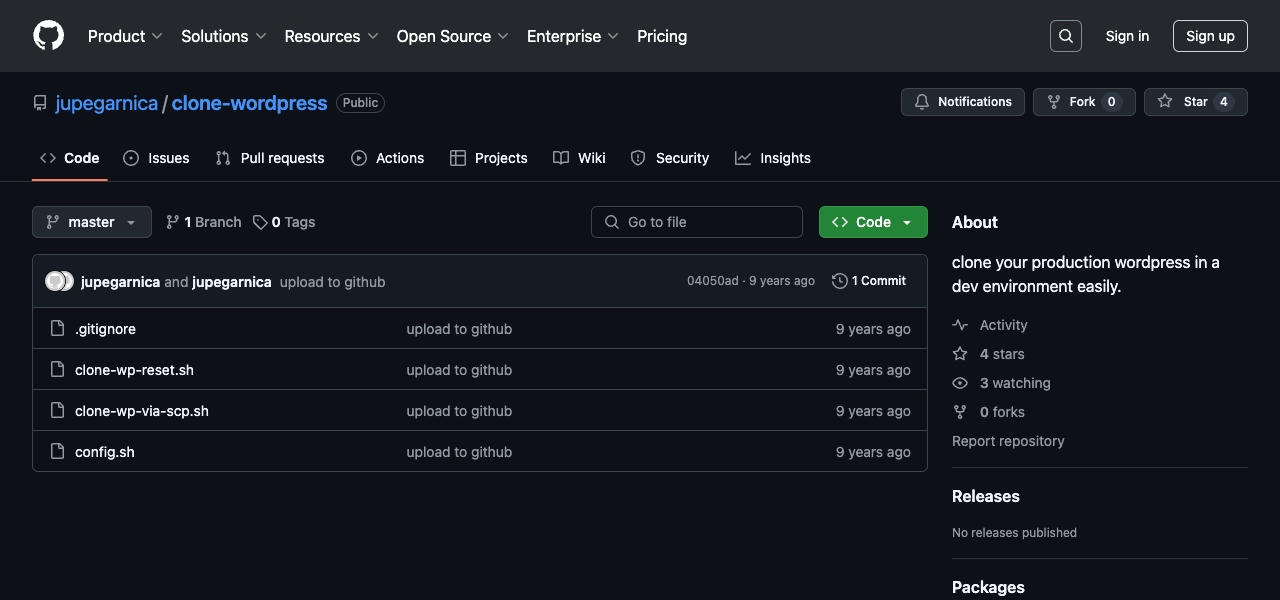 Product Solutions Resources Open Source Enterprise Pricing Sign in Sign up
jupegarnica / clone-wordpress Public Notifications Fork 0 Star 4
Code Issues Pull requests Actions Projects Wiki Security Insights
master 1 Branch 0 Tags Go to file Code
jupegarnica and jupegarnica upload to github 04050ad · 9 years ago 1 Commit
.gitignore upload to github 9 years ago
clone-wp-reset.sh upload to github 9 years ago
clone-wp-via-scp.sh upload to github 9 years ago
config.sh upload to github 9 years ago
About
clone your production wordpress in a
dev environment easily.
Activity
4 stars
3 watching
0 forks
Report repository
Releases
No releases published
Packages